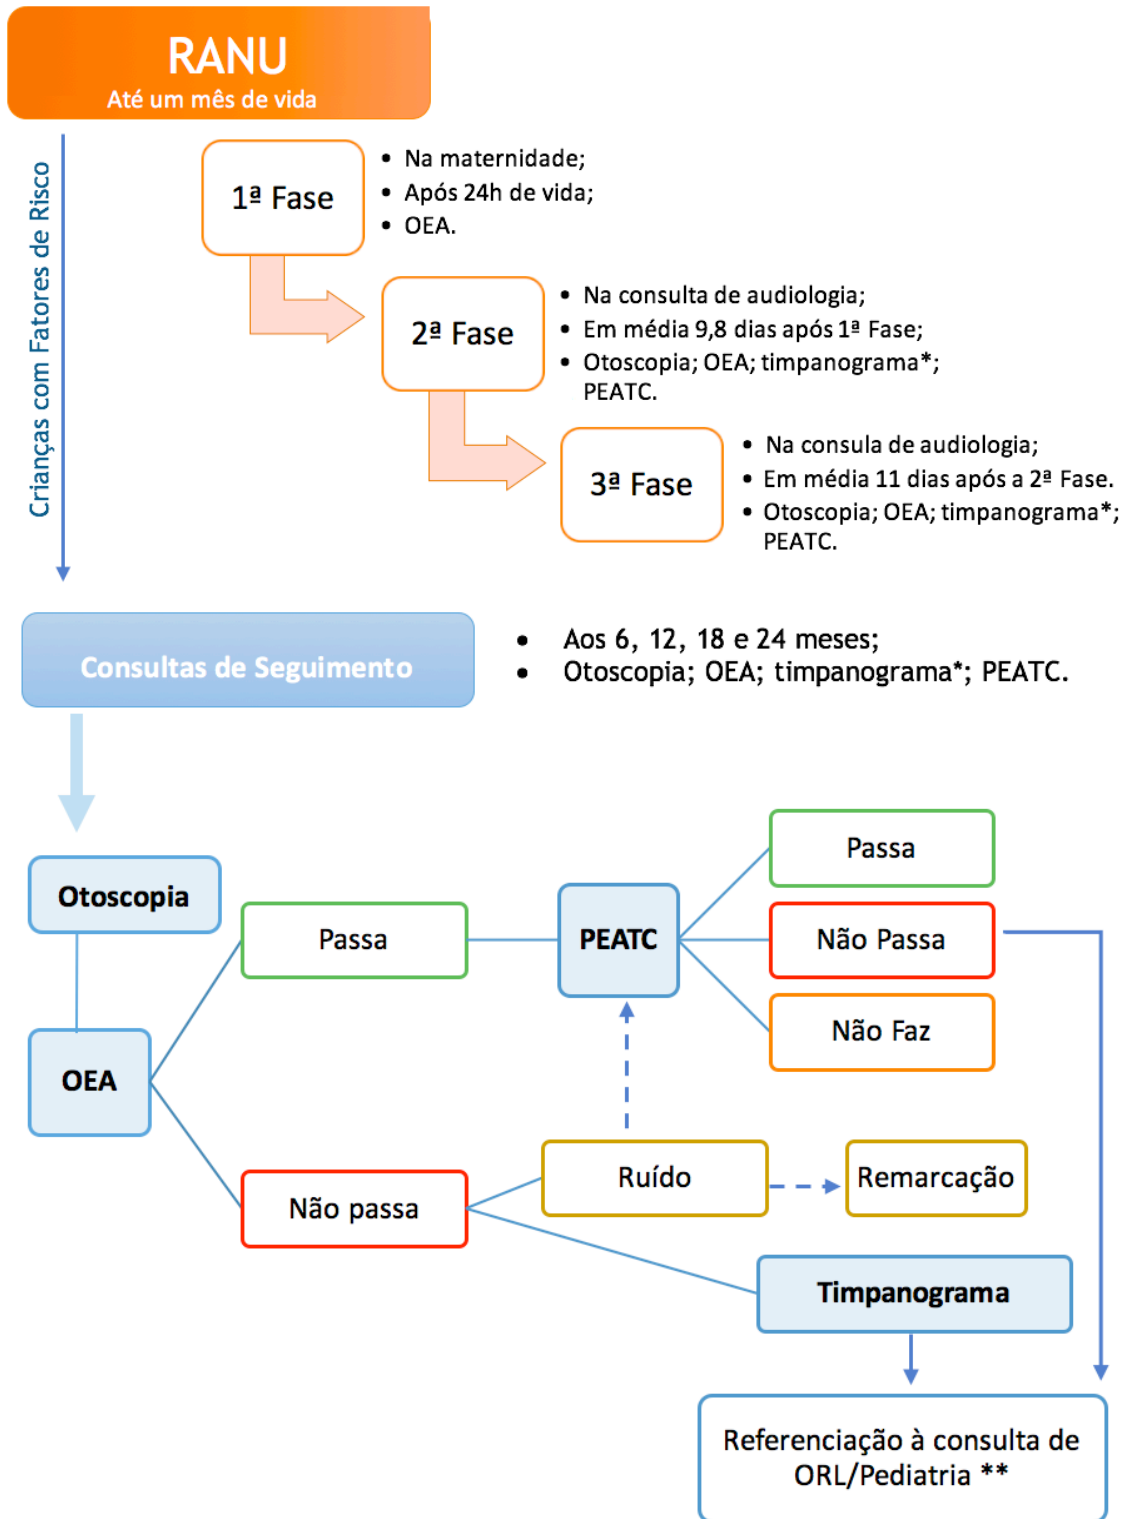 RANU
Até um mês de vida
Crianças com Fatores de Risco
1ª Fase
• Na maternidade;
• Após 24h de vida;
• OEA.
2ª Fase
• Na consulta de audiologia;
• Em média 9,8 dias após 1ª Fase;
• Otoscopia; OEA; timpanograma*;
PEATC.
3ª Fase
• Na consula de audiologia;
• Em média 11 dias após a 2ª Fase.
• Otoscopia; OEA; timpanograma*;
PEATC.
Consultas de Seguimento
• Aos 6, 12, 18 e 24 meses;
• Otoscopia; OEA; timpanograma*; PEATC.
Otoscopia
OEA
Passa
PEATC
Passa
Não Passa
Não Faz
Não passa
Ruído
Remarcação
Timpanograma
Referenciação à consulta de
ORL/Pediatria **